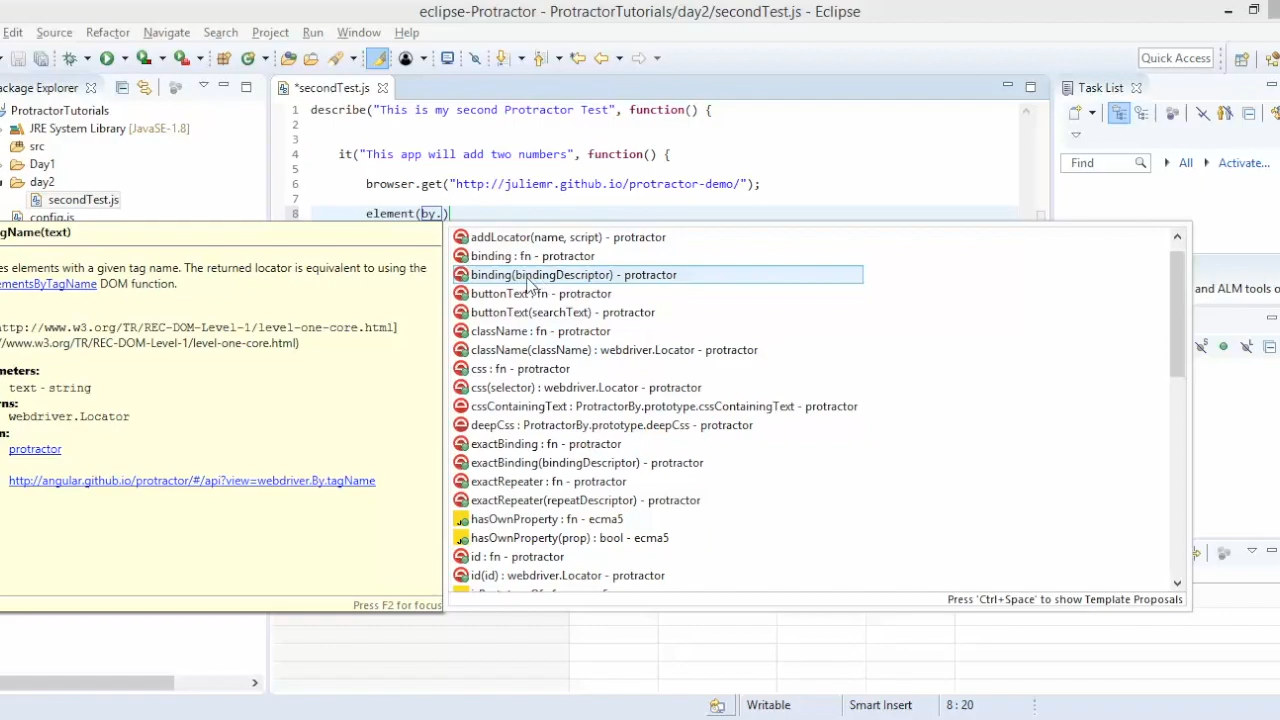 eclipse-Protractor - ProtractorTutorials/day2/secondTest.js - Eclipse
Edit Source Refactor Navigate Search Project Run Window Help
Quick Access
ackage Explorer
*secondTest.js
Task List
ProtractorTutorials
JRE System Library [JavaSE-1.8]
src
Day1
day2
secondTest.js
config.js
1 describe("This is my second Protractor Test", function() {
2
3
4 it("This app will add two numbers", function() {
5
6 browser.get("http://juliemr.github.io/protractor-demo/");
7
8 element(by.)
Find
All
Activate...
and ALM tools o
agName(text)
es elements with a given tag name. The returned locator is equivalent to using the
ementsByTagName DOM function.
ttp://www.w3.org/TR/REC-DOM-Level-1/level-one-core.html]
//www.w3.org/TR/REC-DOM-Level-1/level-one-core.html)
meters:
text - string
rns:
webdriver.Locator
n:
protractor
http://angular.github.io/protractor/#/api?view=webdriver.By.tagName
Press F2 for focus
addLocator(name, script) - protractor
binding : fn - protractor
binding(bindingDescriptor) - protractor
buttonText : fn - protractor
buttonText(searchText) - protractor
className : fn - protractor
className(className) : webdriver.Locator - protractor
css : fn - protractor
css(selector) : webdriver.Locator - protractor
cssContainingText : ProtractorBy.prototype.cssContainingText - protractor
deepCss : ProtractorBy.prototype.deepCss - protractor
exactBinding : fn - protractor
exactBinding(bindingDescriptor) - protractor
exactRepeater : fn - protractor
exactRepeater(repeatDescriptor) - protractor
hasOwnProperty : fn - ecma5
hasOwnProperty(prop) : bool - ecma5
id : fn - protractor
id(id) : webdriver.Locator - protractor
Press 'Ctrl+Space' to show Template Proposals
Writable
Smart Insert
8 : 20